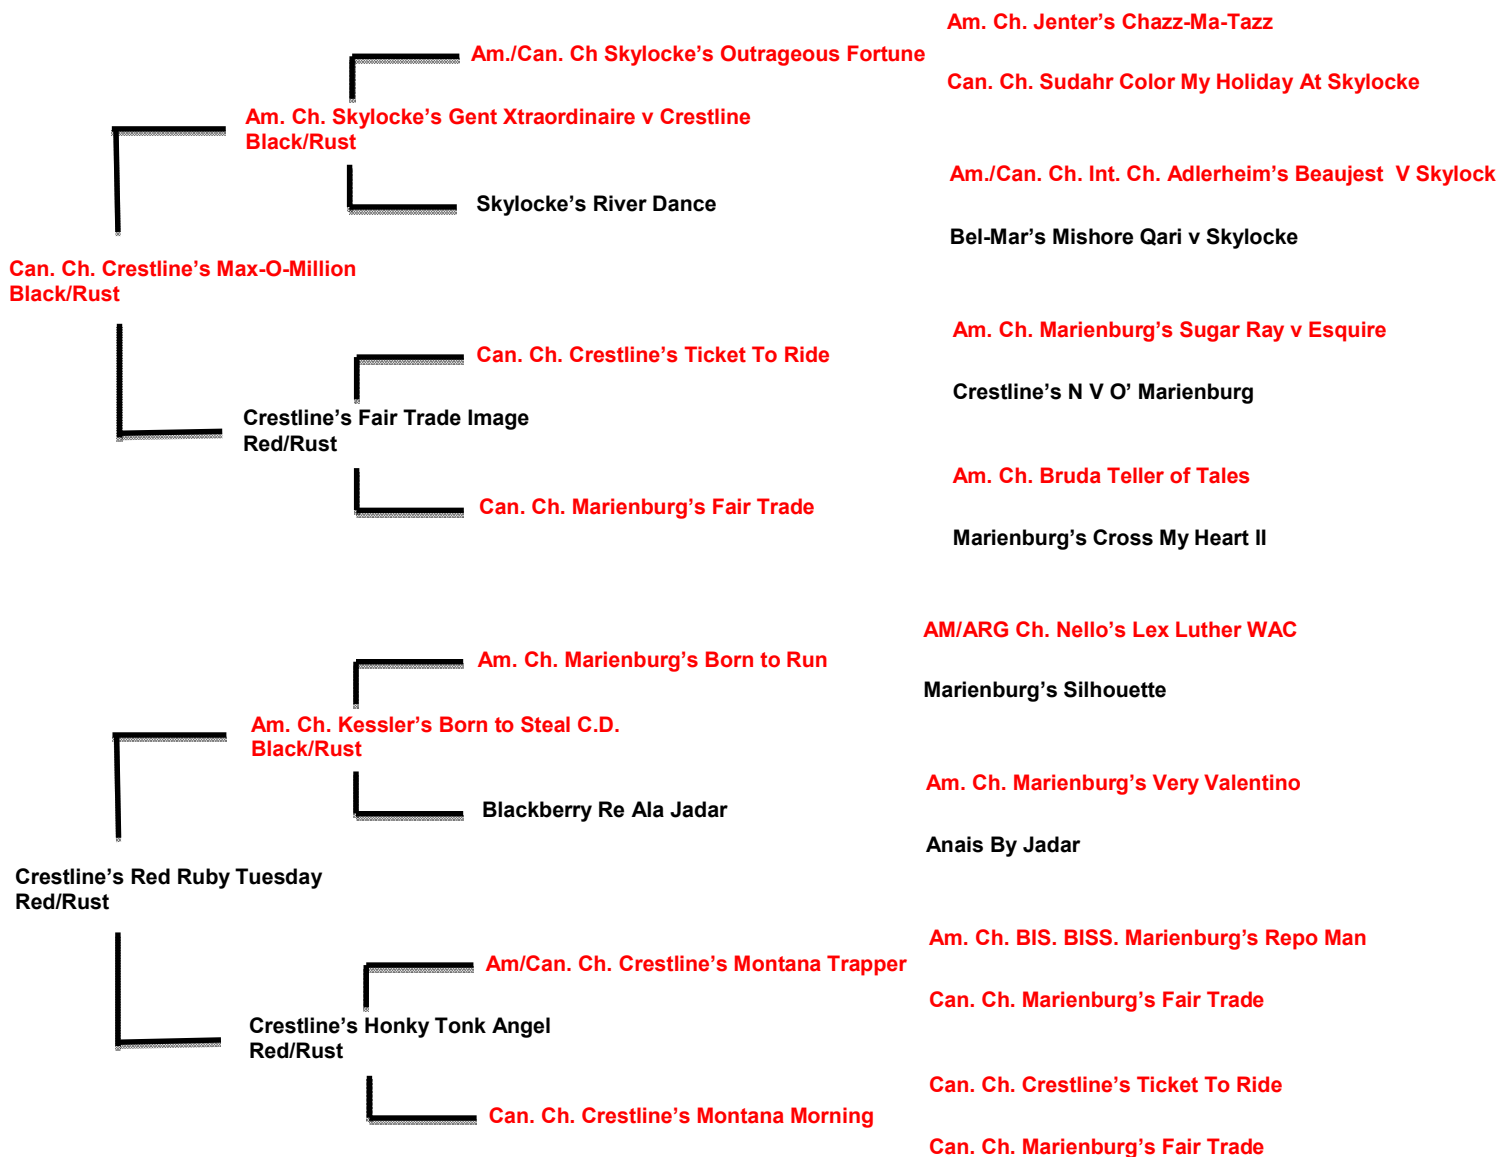 Am. Ch. Jenter’s Chazz-Ma-Tazz
Am./Can. Ch Skylocke’s Outrageous Fortune
Can. Ch. Sudahr Color My Holiday At Skylocke
Am. Ch. Skylocke’s Gent Xtraordinaire v Crestline
Black/Rust
Am./Can. Ch. Int. Ch. Adlerheim’s Beaujest V Skylock
Skylocke’s River Dance
Bel-Mar’s Mishore Qari v Skylocke
Can. Ch. Crestline’s Max-O-Million
Black/Rust
Am. Ch. Marienburg’s Sugar Ray v Esquire
Can. Ch. Crestline’s Ticket To Ride
Crestline’s N V O’ Marienburg
Crestline’s Fair Trade Image
Red/Rust
Am. Ch. Bruda Teller of Tales
Can. Ch. Marienburg’s Fair Trade
Marienburg’s Cross My Heart II
AM/ARG Ch. Nello’s Lex Luther WAC
Am. Ch. Marienburg’s Born to Run
Marienburg’s Silhouette
Am. Ch. Kessler’s Born to Steal C.D.
Black/Rust
Am. Ch. Marienburg’s Very Valentino
Blackberry Re Ala Jadar
Anais By Jadar
Crestline’s Red Ruby Tuesday
Red/Rust
Am. Ch. BIS. BISS. Marienburg’s Repo Man
Am/Can. Ch. Crestline’s Montana Trapper
Can. Ch. Marienburg’s Fair Trade
Crestline’s Honky Tonk Angel
Red/Rust
Can. Ch. Crestline’s Ticket To Ride
Can. Ch. Crestline’s Montana Morning
Can. Ch. Marienburg’s Fair Trade